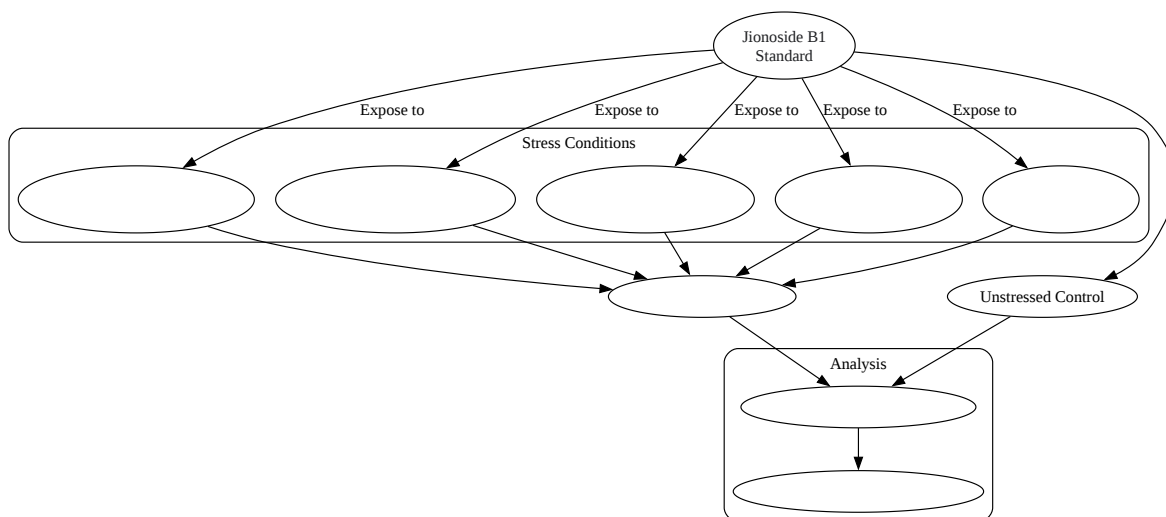 Jionoside B1
Standard
Expose to
Expose to
Expose to
Expose to
Expose to
Stress Conditions
Unstressed Control
Analysis